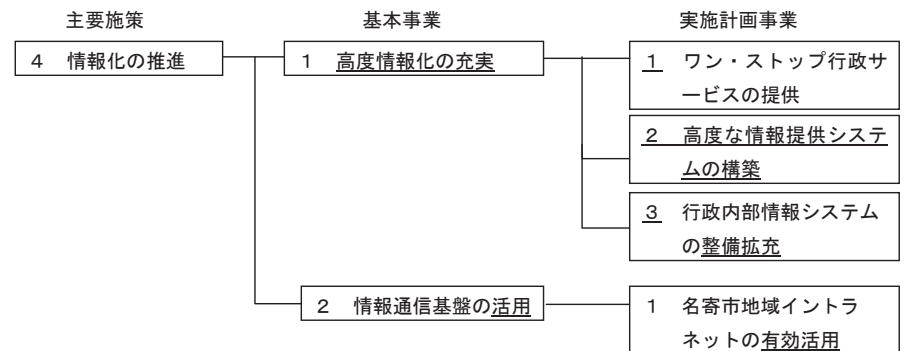 主要施策 基本事業 実施計画事業
4 情報化の推進 1 高度情報化の充実 1 ワン・ストップ行政サ
ービスの提供
2 高度な情報提供システ
ムの構築
3 行政内部情報システム
の整備拡充
2 情報通信基盤の活用 1 名寄市地域イントラ
ネットの有効活用